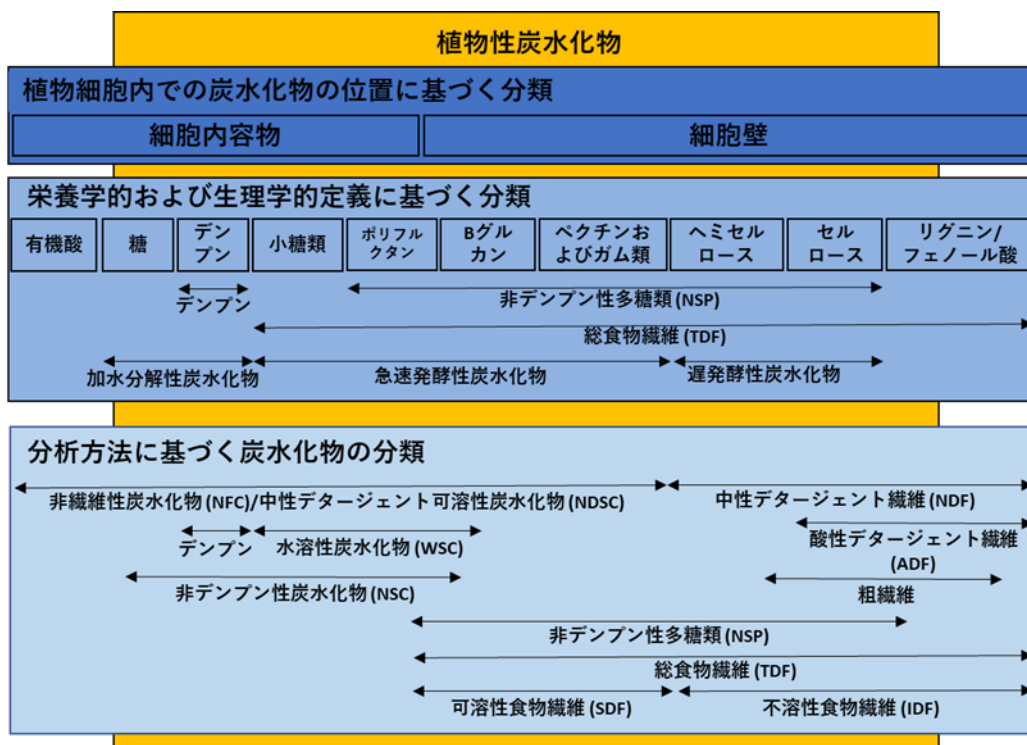 植物性炭水化物
植物細胞内での炭水化物の位置に基づく分類
細胞内容物
細胞壁
栄養学的および生理学的定義に基づく分類
有機酸
糖
デン
プン
小糖類
ポリフル
クタン
Bグル
カン
ペクチンお
よびガム類
ヘミセル
ロース
セル
ロース
リグニン/
フェノール酸
デンプン
非デンプン性多糖類(NSP)
総食物繊維(TDF)
加水分解性炭水化物
急速発酵性炭水化物
遅発酵性炭水化物
分析方法に基づく炭水化物の分類
非繊維性炭水化物(NFC)/中性デタージェント可溶性炭水化物(NDSC)
中性デタージェント繊維(NDF)
デンプン
水溶性炭水化物(WSC)
酸性デタージェント繊維
(ADF)
非デンプン性炭水化物(NSC)
粗繊維
非デンプン性多糖類(NSP)
総食物繊維(TDF)
可溶性食物繊維(SDF)
不溶性食物繊維(IDF)